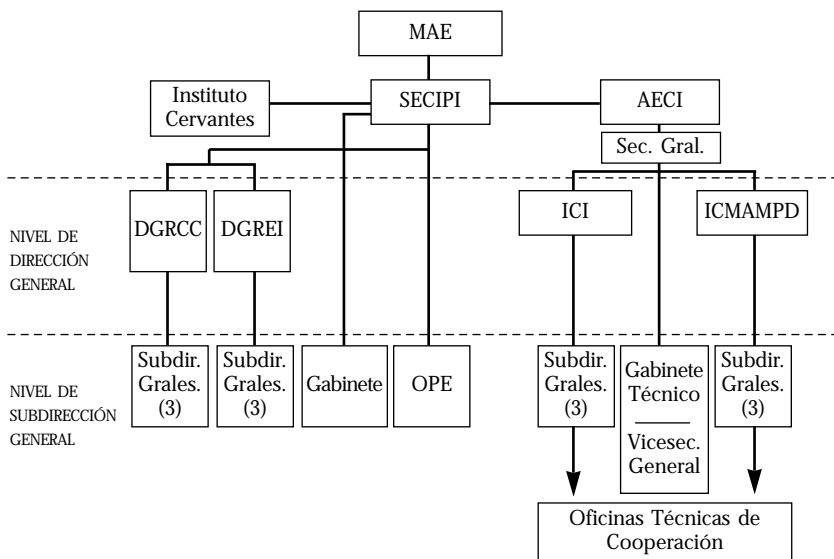 MAE
Instituto
Cervantes
SECIPI
AECI
Sec. Gral.
NIVEL DE
DIRECCIÓN
GENERAL
DGRCC
DGREI
ICI
ICMAMPD
NIVEL DE
SUBDIRECCIÓN
GENERAL
Subdir.
Grales.
(3)
Subdir.
Grales.
(3)
Gabinete
OPE
Subdir.
Grales.
(3)
Gabinete
Técnico
Vicesec.
General
Subdir.
Grales.
(3)
Oficinas Técnicas de
Cooperación